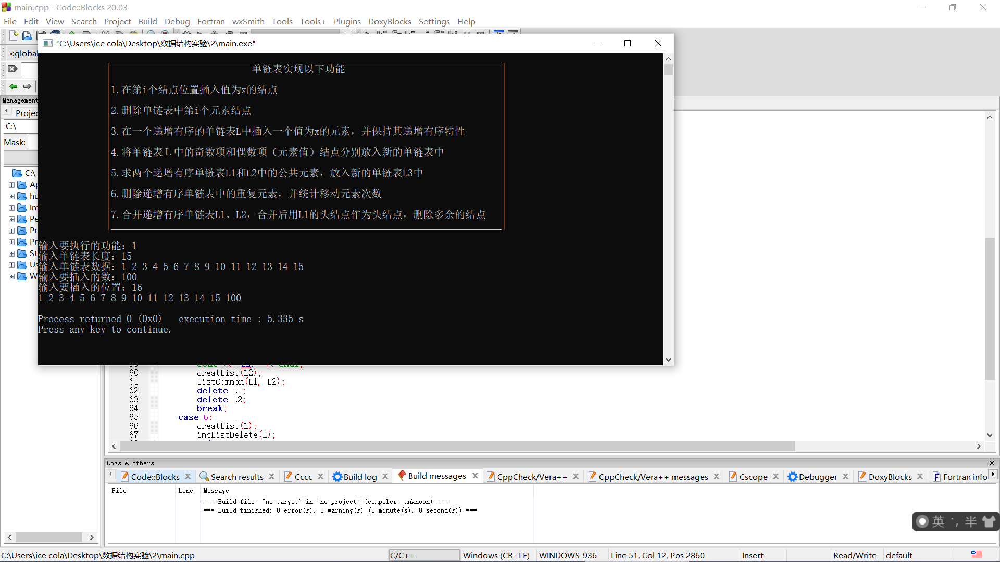 main.cpp - Code::Blocks 20.03
File Edit View Search Project Build Debug Fortran wxSmith Tools Tools+ Plugins DoxyBlocks Settings Help
"C:\Users\ice cola\Desktop\数据结构实验\2\main.exe"
<global
Management
Projec
C:\
Mask:
C:\
Ap
hu
Int
Pe
Pr
Pr
St
Us
W
单链表实现以下功能
1.在第i个结点位置插入值为x的结点
2.删除单链表中第i个元素结点
3.在一个递增有序的单链表L中插入一个值为x的元素，并保持其递增有序特性
4.将单链表L中的奇数项和偶数项（元素值）结点分别放入新的单链表中
5.求两个递增有序单链表L1和L2中的公共元素，放入新的单链表L3中
6.删除递增有序单链表中的重复元素，并统计移动元素次数
7.合并递增有序单链表L1、L2，合并后用L1的头结点作为头结点，删除多余的结点
输入要执行的功能：1
输入单链表长度：15
输入单链表数据：1 2 3 4 5 6 7 8 9 10 11 12 13 14 15
输入要插入的数：100
输入要插入的位置：16
1 2 3 4 5 6 7 8 9 10 11 12 13 14 15 100
Process returned 0 (0x0)   execution time : 5.335 s
Press any key to continue.
60 creatList(L2);
61 listCommon(L1, L2);
62 delete L1;
63 delete L2;
64 break;
65 case 6:
66 creatList(L);
67 incListDelete(L);
Logs & others
Code::Blocks Search results Cccc Build log Build messages CppCheck/Vera++ CppCheck/Vera++ messages Cscope Debugger DoxyBlocks Fortran info
File Line Message
=== Build file: "no target" in "no project" (compiler: unknown) ===
=== Build finished: 0 error(s), 0 warning(s) (0 minute(s), 0 second(s)) ===
英 半
C:\Users\ice cola\Desktop\数据结构实验\2\main.cpp C/C++ Windows (CR+LF) WINDOWS-936 Line 51, Col 12, Pos 2860 Insert Read/Write default